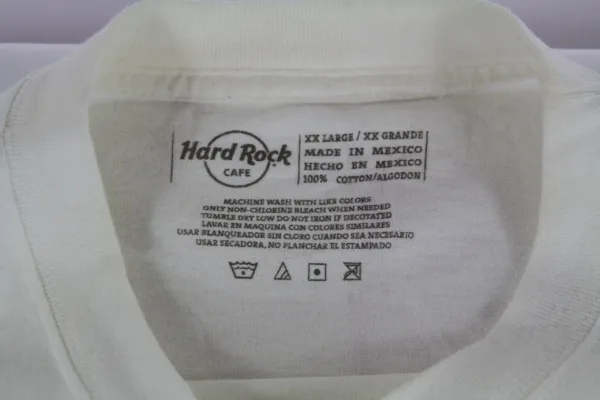 Hard Rock
CAFE
XX LARGE / XX GRANDE
MADE IN MEXICO
HECHO EN MEXICO
100% COTTON/ALGODON
MACHINE WASH WITH LIKE COLORS
ONLY NON-CHLORINE BLEACH WHEN NEEDED
TUMBLE DRY LOW DO NOT IRON IF DECOTATED
LAVAR EN MAQUINA CON COLORES SIMILARES
USAR BLANQUEADOR SIN CLORO CUANDO SEA NECESARIO
USAR SECADORA, NO PLANCHAR EL ESTAMPADO